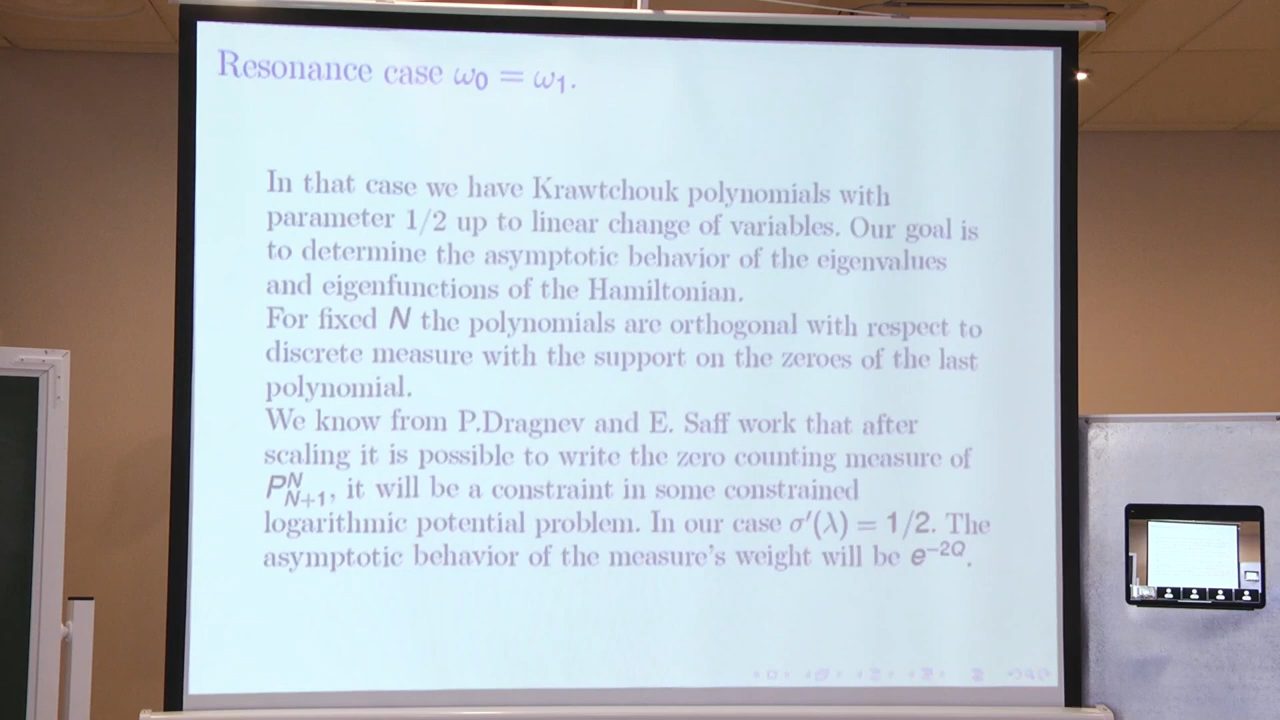 Resonance case ω₀ = ω₁.
In that case we have Krawtchouk polynomials with
parameter 1/2 up to linear change of variables. Our goal is
to determine the asymptotic behavior of the eigenvalues
and eigenfunctions of the Hamiltonian.
For fixed N the polynomials are orthogonal with respect to
discrete measure with the support on the zeroes of the last
polynomial.
We know from P.Dragnev and E. Saff work that after
scaling it is possible to write the zero counting measure of
P^N_{N+1}, it will be a constraint in some constrained
logarithmic potential problem. In our case σ′(λ) = 1/2. The
asymptotic behavior of the measure's weight will be e^{−2Q}.